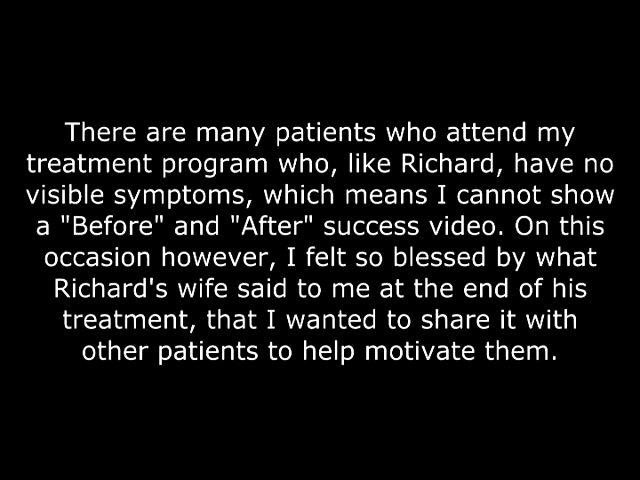 There are many patients who attend my
treatment program who, like Richard, have no
visible symptoms, which means I cannot show
a "Before" and "After" success video. On this
occasion however, I felt so blessed by what
Richard's wife said to me at the end of his
treatment, that I wanted to share it with
other patients to help motivate them.